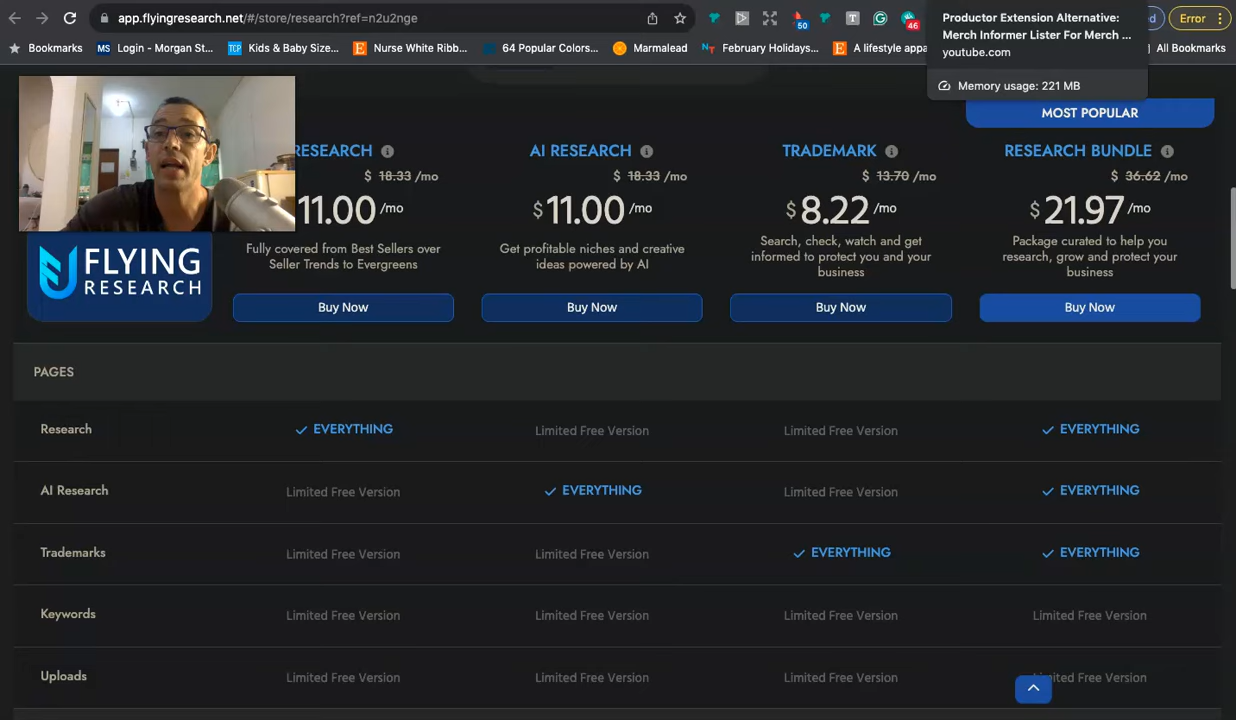 app.flyingresearch.net/#/store/research?ref=n2u2nge
50
T
46
Productor Extension Alternative:
Merch Informer Lister For Merch ...
youtube.com
Memory usage: 221 MB
Error
Bookmarks
MS Login - Morgan St...
TCP Kids & Baby Size...
E Nurse White Ribb...
64 Popular Colors...
Marmalead
February Holidays...
E A lifestyle appa
All Bookmarks
MOST POPULAR
FLYING
RESEARCH
RESEARCH
$ 18.33 /mo
11.00 /mo
Fully covered from Best Sellers over
Seller Trends to Evergreens
Buy Now
AI RESEARCH
$ 18.33 /mo
$ 11.00 /mo
Get profitable niches and creative
ideas powered by AI
Buy Now
TRADEMARK
$ 13.70 /mo
$ 8.22 /mo
Search, check, watch and get
informed to protect you and your
business
Buy Now
RESEARCH BUNDLE
$ 36.62 /mo
$ 21.97 /mo
Package curated to help you
research, grow and protect your
business
Buy Now
PAGES
Research EVERYTHING Limited Free Version Limited Free Version EVERYTHING
AI Research Limited Free Version EVERYTHING Limited Free Version EVERYTHING
Trademarks Limited Free Version Limited Free Version EVERYTHING EVERYTHING
Keywords Limited Free Version Limited Free Version Limited Free Version Limited Free Version
Uploads Limited Free Version Limited Free Version Limited Free Version Limited Free Version